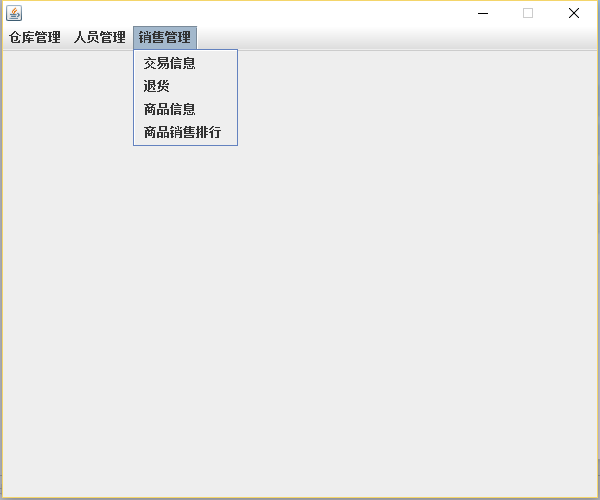 仓库管理 人员管理 销售管理
交易信息
退货
商品信息
商品销售排行